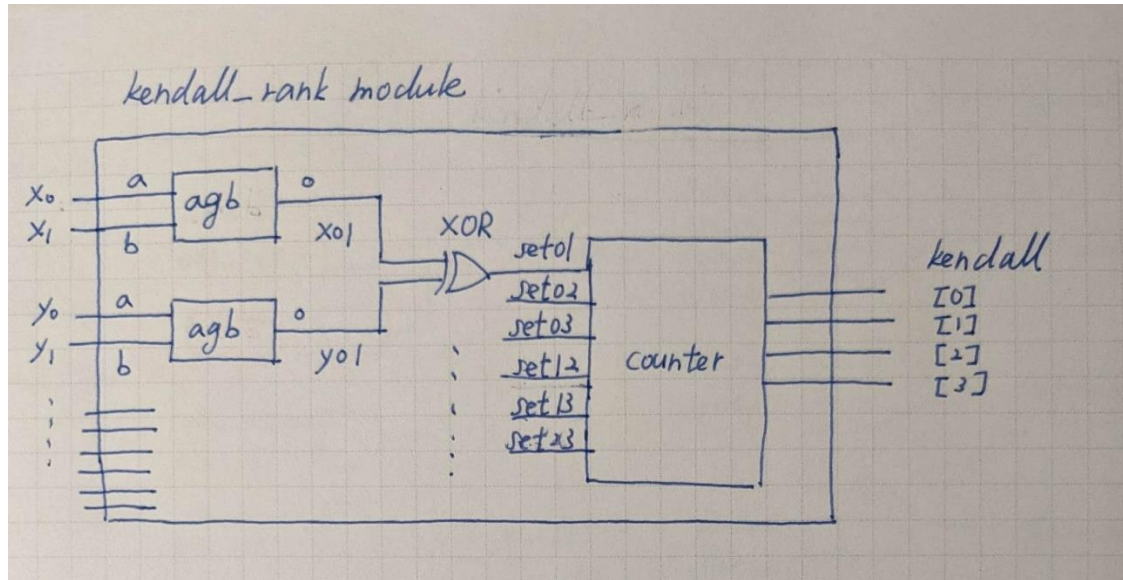 kendall_rank module
x0 a agb o
x1 b x01 XOR
set01
set02
y0 a agb o set03
y1 b y01 set12
set13
set23
counter
kendall
[0]
[1]
[2]
[3]